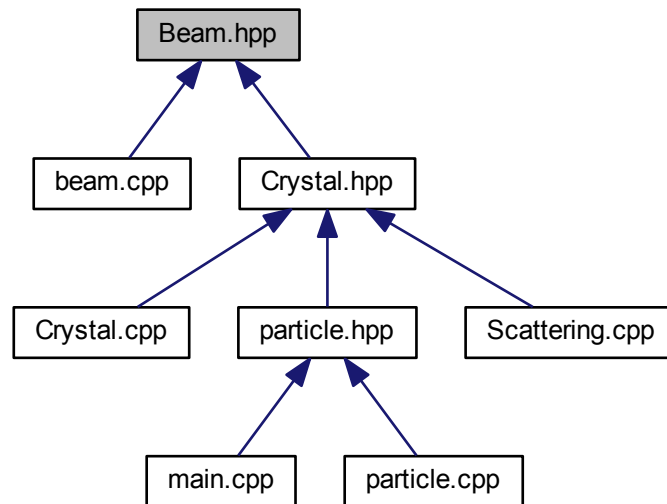 Beam.hpp
beam.cpp
Crystal.hpp
Crystal.cpp
particle.hpp
Scattering.cpp
main.cpp
particle.cpp